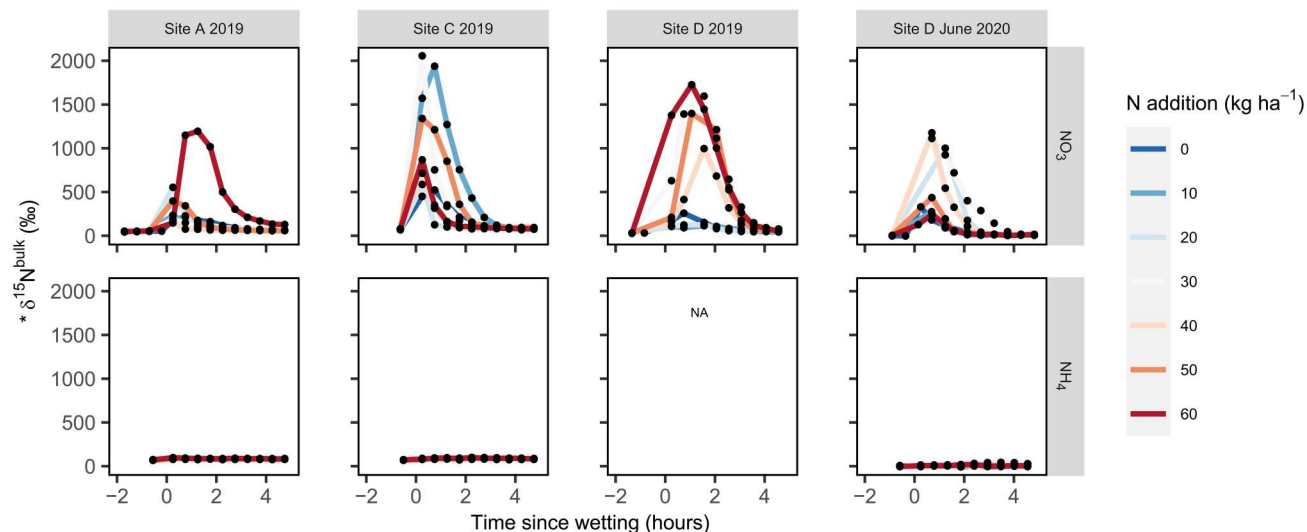 Site A 2019
Site C 2019
Site D 2019
Site D June 2020
2000
1500
1000
500
0
NO₃
* δ¹⁵Nᵇᵘˡᵏ (‰)
2000
1500
1000
500
0
NA
NH₄
−2 0 2 4
−2 0 2 4
−2 0 2 4
−2 0 2 4
Time since wetting (hours)
N addition (kg ha⁻¹)
0
10
20
30
40
50
60